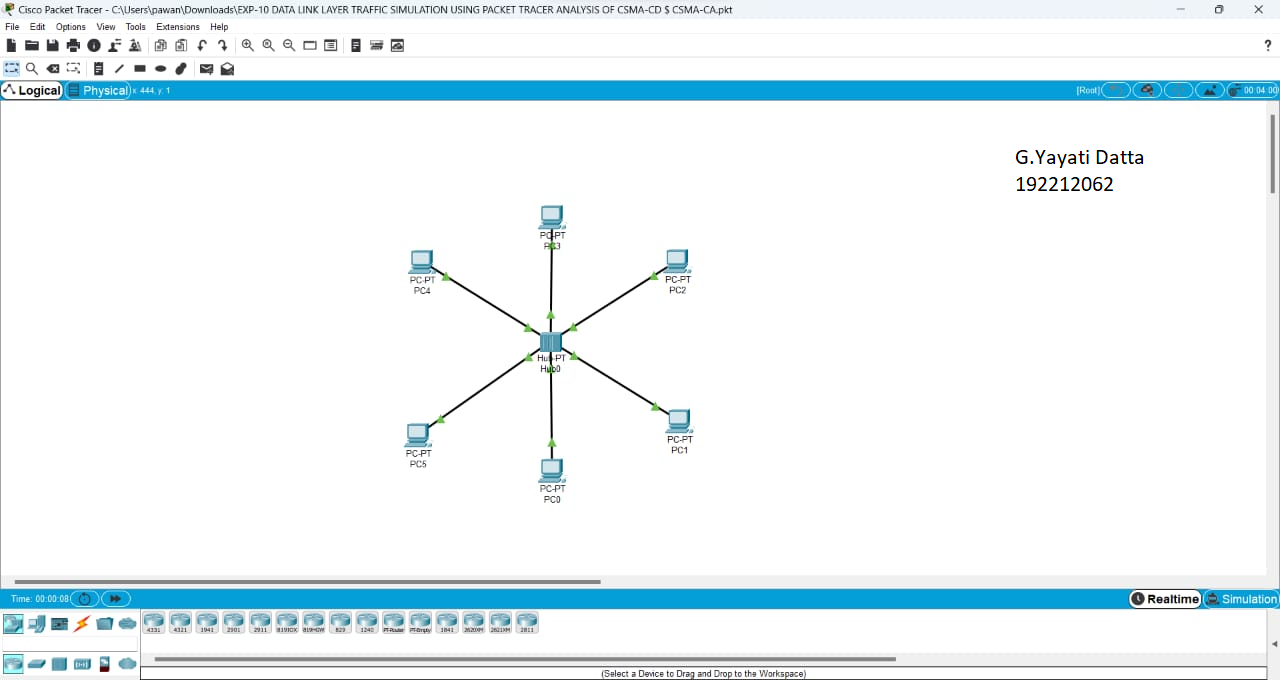 Cisco Packet Tracer - C:\Users\pawan\Downloads\EXP-10 DATA LINK LAYER TRAFFIC SIMULATION USING PACKET TRACER ANALYSIS OF CSMA-CD $ CSMA-CA.pkt
File Edit Options View Tools Extensions Help
?
Logical Physical x: 444, y: 1 [Root] 00:04:00
G.Yayati Datta
192212062
PC-PT
PC3
PC-PT
PC4
PC-PT
PC2
Hub-PT
Hub0
PC-PT
PC1
PC-PT
PC5
PC-PT
PC0
Time: 00:00:08 Realtime Simulation
4331 4321 1941 2901 2911 819IOX 819HGW 829 1240 PT-Router PT-Empty 1841 2620XM 2621XM 2811
(Select a Device to Drag and Drop to the Workspace)